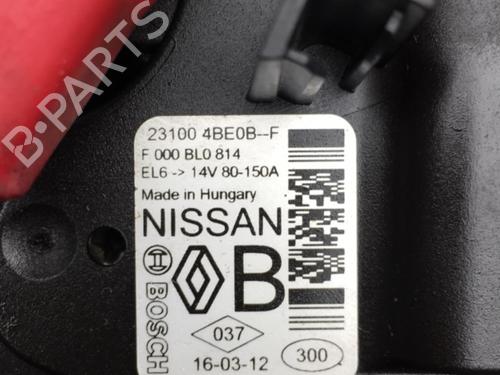 23100 4BE0B--F
F 000 BL0 814
EL6 -> 14V 80-150A
Made in Hungary
NISSAN
BOSCH
B
037
16-03-12
300
B-PARTS